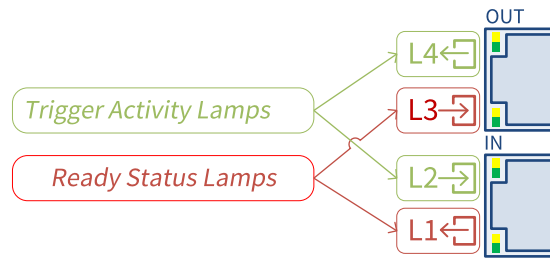 OUT
L4
Trigger Activity Lamps
L3
IN
Ready Status Lamps
L2
L1